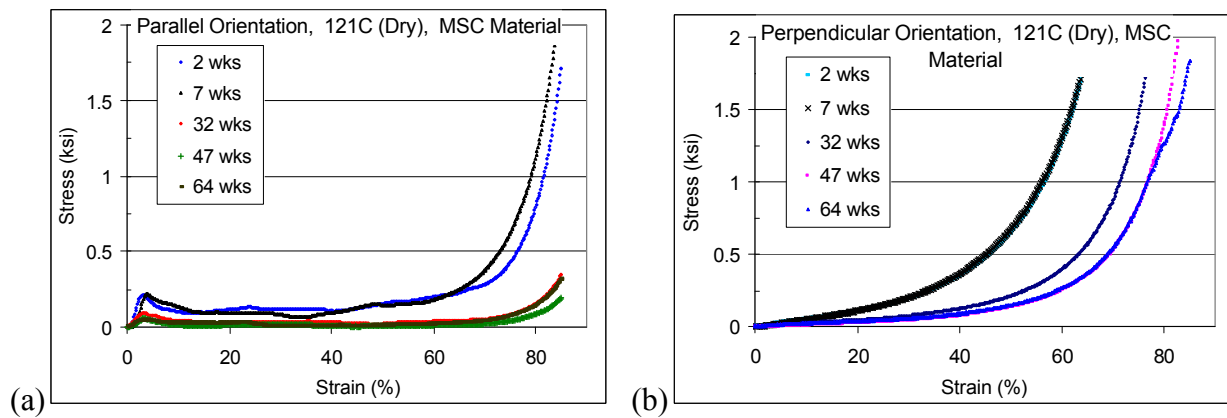 Parallel Orientation, 121C (Dry), MSC Material
2 wks
7 wks
32 wks
47 wks
64 wks
2
1.5
1
0.5
0
Stress (ksi)
0 20 40 60 80
Strain (%)
(a)
Perpendicular Orientation, 121C (Dry), MSC
Material
2 wks
7 wks
32 wks
47 wks
64 wks
2
1.5
1
0.5
0
Stress (ksi)
0 20 40 60 80
Strain (%)
(b)